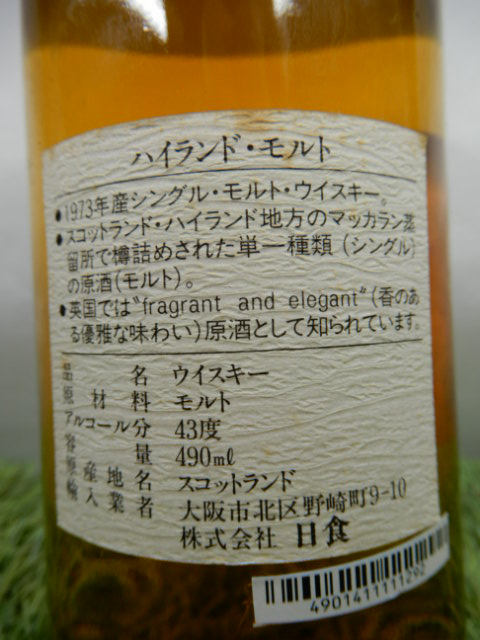 ハイランド・モルト
●1973年産シングル・モルト・ウイスキー。
●スコットランド・ハイランド地方のマッカラン蒸
留所で樽詰めされた単一種類(シングル)
の原酒(モルト)。
●英国では"fragrant and elegant"(香のあ
る優雅な味わい)原酒として知られています。
品名 ウイスキー
原材料 モルト
アルコール分 43度
容量 490ml
原産地名 スコットランド
輸入業者 大阪市北区野崎町9-10
株式会社 日食
4901411111292